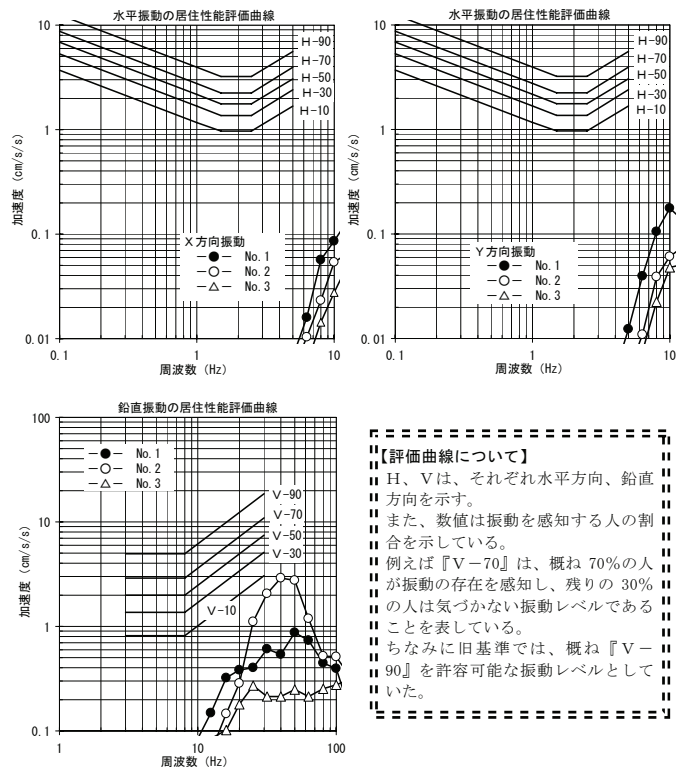 水平振動の居住性能評価曲線
10
1
0.1
0.01
加速度 (cm/s/s)
H-90
H-70
H-50
H-30
H-10
X方向振動
No.1
No.2
No.3
0.1
1
10
周波数 (Hz)
水平振動の居住性能評価曲線
10
1
0.1
0.01
加速度 (cm/s/s)
H-90
H-70
H-50
H-30
H-10
Y方向振動
No.1
No.2
No.3
0.1
1
10
周波数 (Hz)
鉛直振動の居住性能評価曲線
100
10
1
0.1
加速度 (cm/s/s)
No.1
No.2
No.3
V-90
V-70
V-50
V-30
V-10
1
10
100
周波数 (Hz)
【評価曲線について】
H、Vは、それぞれ水平方向、鉛直
方向を示す。
また、数値は振動を感知する人の割
合を示している。
例えば『V-70』は、概ね 70%の人
が振動の存在を感知し、残りの 30%
の人は気づかない振動レベルである
ことを表している。
ちなみに旧基準では、概ね『V-
90』を許容可能な振動レベルとして
いた。